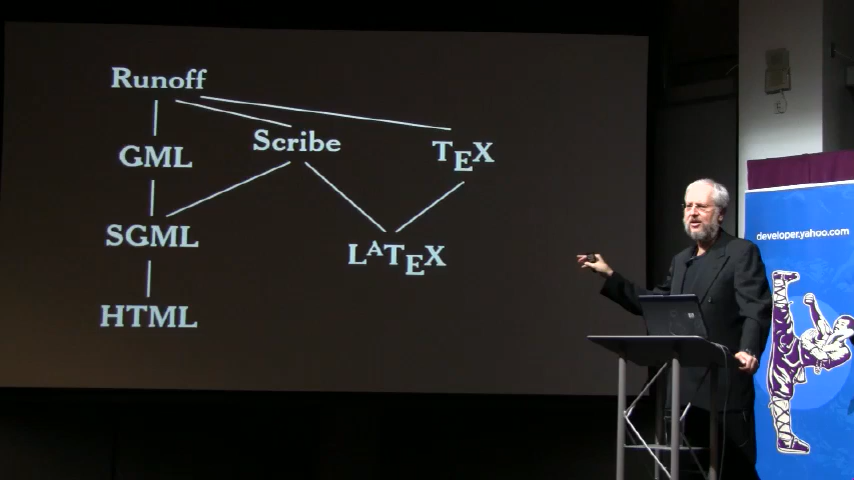 Runoff
GML
Scribe
TEX
SGML
LATEX
HTML
developer.yahoo.com